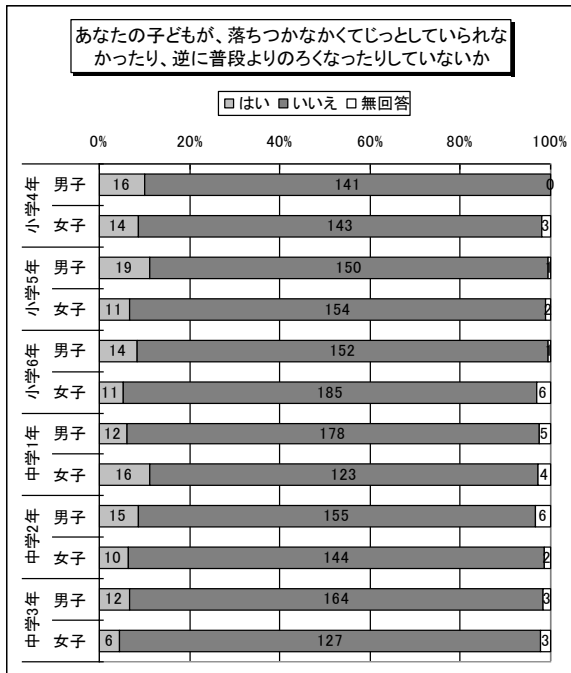 あなたの子どもが、落ちつかなかくてじっとしていられな
かったり、逆に普段よりのろくなったりしていないか
はい いいえ 無回答
0% 20% 40% 60% 80% 100%
小学4年
男子 16 141 0
女子 14 143 3
小学5年
男子 19 150 1
女子 11 154 2
小学6年
男子 14 152 1
女子 11 185 6
中学1年
男子 12 178 5
女子 16 123 4
中学2年
男子 15 155 6
女子 10 144 2
中学3年
男子 12 164 3
女子 6 127 3